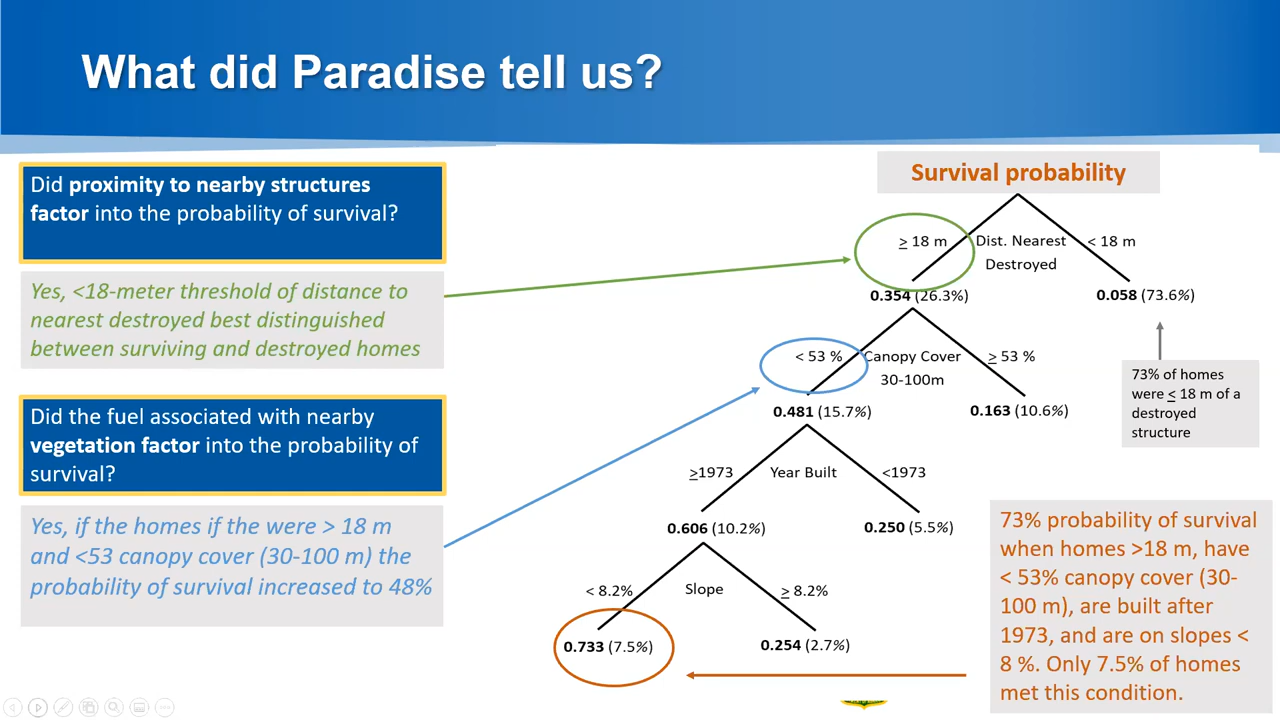 What did Paradise tell us?
Did proximity to nearby structures
factor into the probability of survival?
Yes, <18-meter threshold of distance to
nearest destroyed best distinguished
between surviving and destroyed homes
Did the fuel associated with nearby
vegetation factor into the probability of
survival?
Yes, if the homes if the were > 18 m
and <53 canopy cover (30-100 m) the
probability of survival increased to 48%
Survival probability
≥ 18 m
Dist. Nearest
Destroyed
< 18 m
0.354 (26.3%)
0.058 (73.6%)
< 53 %
Canopy Cover
30-100m
≥ 53 %
0.481 (15.7%)
0.163 (10.6%)
73% of homes
were ≤ 18 m of a
destroyed
structure
≥1973
Year Built
<1973
0.606 (10.2%)
0.250 (5.5%)
< 8.2%
Slope
≥ 8.2%
0.733 (7.5%)
0.254 (2.7%)
73% probability of survival
when homes >18 m, have
< 53% canopy cover (30-
100 m), are built after
1973, and are on slopes <
8 %. Only 7.5% of homes
met this condition.